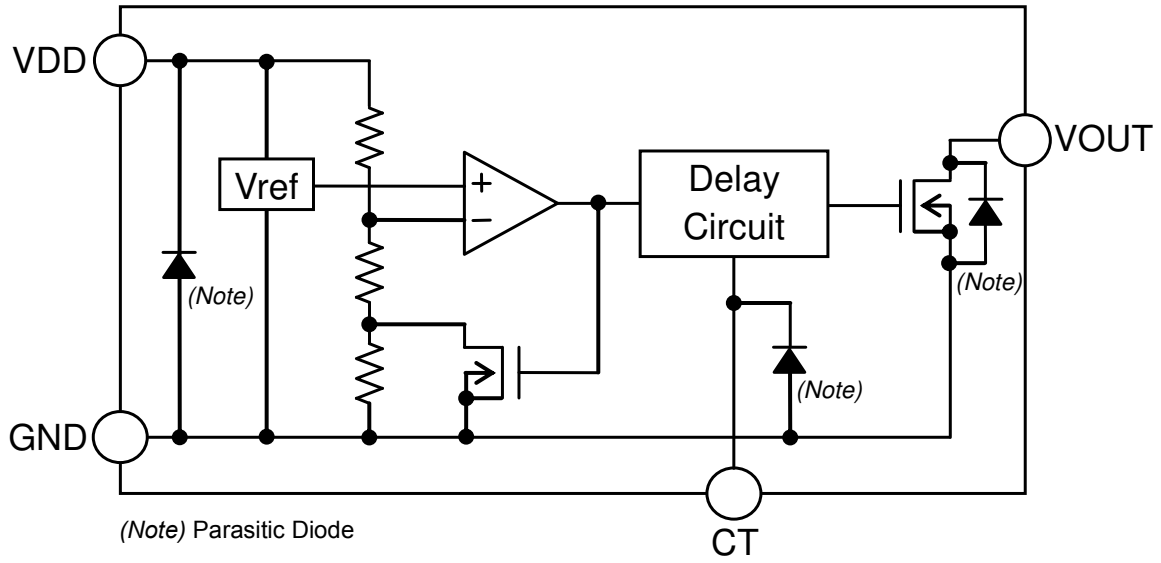 VDD
VOUT
Vref
+
−
Delay
Circuit
(Note)
(Note)
(Note)
GND
CT
(Note) Parasitic Diode